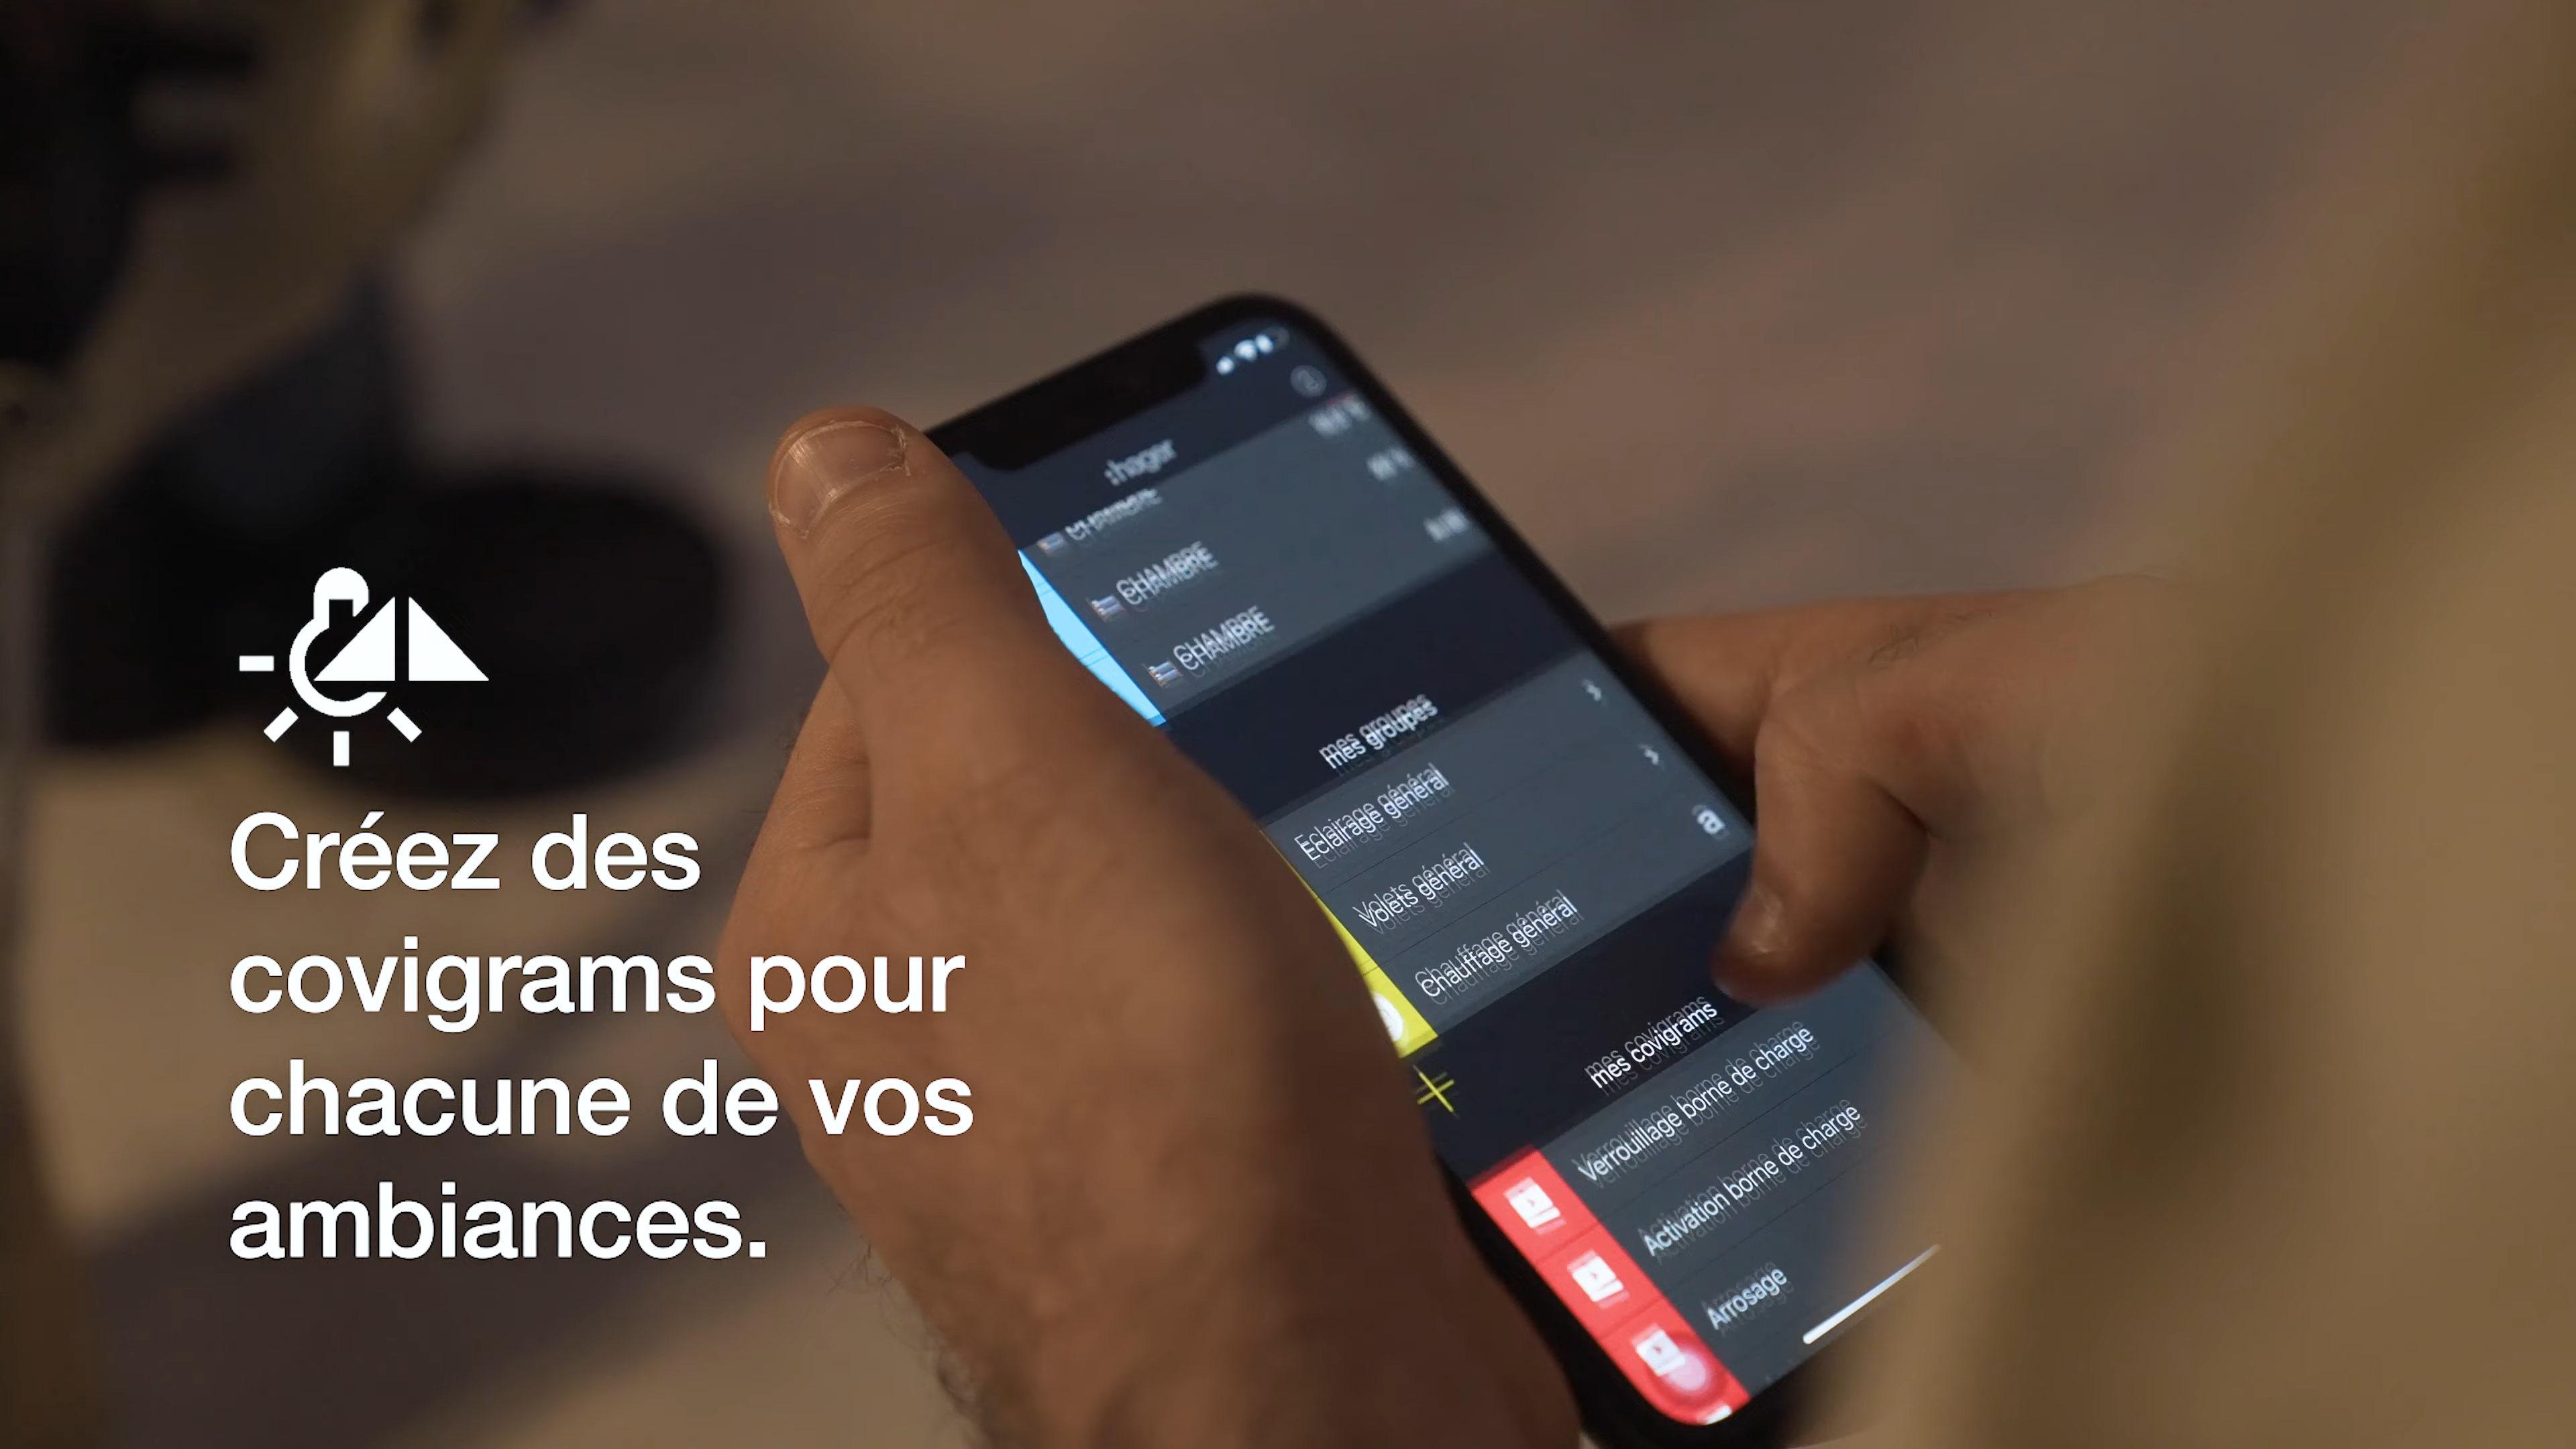 Créez des
covigrams pour
chacune de vos
ambiances.
:hager
CHAMBRE
CHAMBRE
CHAMBRE
mes groupes
Eclairage général
Volets général
Chauffage général
mes covigrams
Verrouillage borne de charge
Activation borne de charge
Arrosage